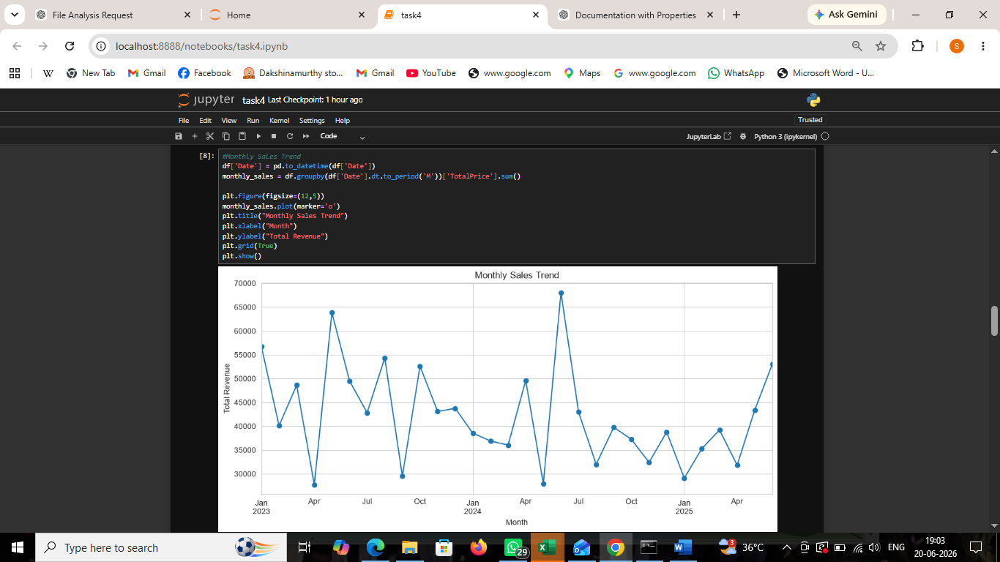 File Analysis Request
Home
task4
Documentation with Properties
Ask Gemini
localhost:8888/notebooks/task4.ipynb
S
W
New Tab
Gmail
Facebook
Dakshinamurthy sto...
Gmail
YouTube
www.google.com
Maps
www.google.com
WhatsApp
Microsoft Word - U...
jupyter task4 Last Checkpoint: 1 hour ago
File Edit View Run Kernel Settings Help
Trusted
Code
JupyterLab
Python 3 (ipykernel)
[8]:
#Monthly Sales Trend
df['Date'] = pd.to_datetime(df['Date'])
monthly_sales = df.groupby(df['Date'].dt.to_period('M'))['TotalPrice'].sum()
plt.figure(figsize=(12,5))
monthly_sales.plot(marker='o')
plt.title("Monthly Sales Trend")
plt.xlabel("Month")
plt.ylabel("Total Revenue")
plt.grid(True)
plt.show()
Monthly Sales Trend
70000
65000
60000
55000
50000
45000
40000
35000
30000
Total Revenue
Jan Apr Jul Oct Jan Apr Jul Oct Jan Apr
2023 2024 2025
Month
Type here to search
29
3
36°C
ENG
19:03
20-06-2026